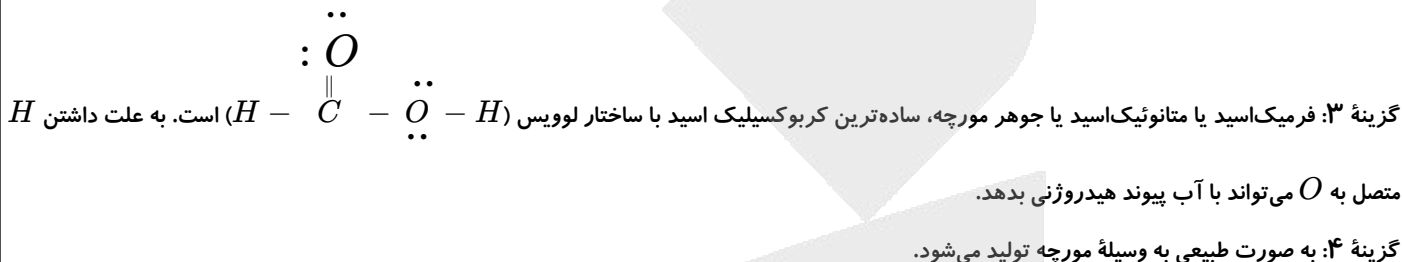 گزینهٔ ۳: فرمیک‌اسید یا متانوئیک‌اسید یا جوهر مورچه، ساده‌ترین کربوکسیلیک اسید با ساختار لوویس (H − C(=O) − O − H) است. به علت داشتن H
متصل به O می‌تواند با آب پیوند هیدروژنی بدهد.
گزینهٔ ۴: به صورت طبیعی به وسیلهٔ مورچه تولید می‌شود.